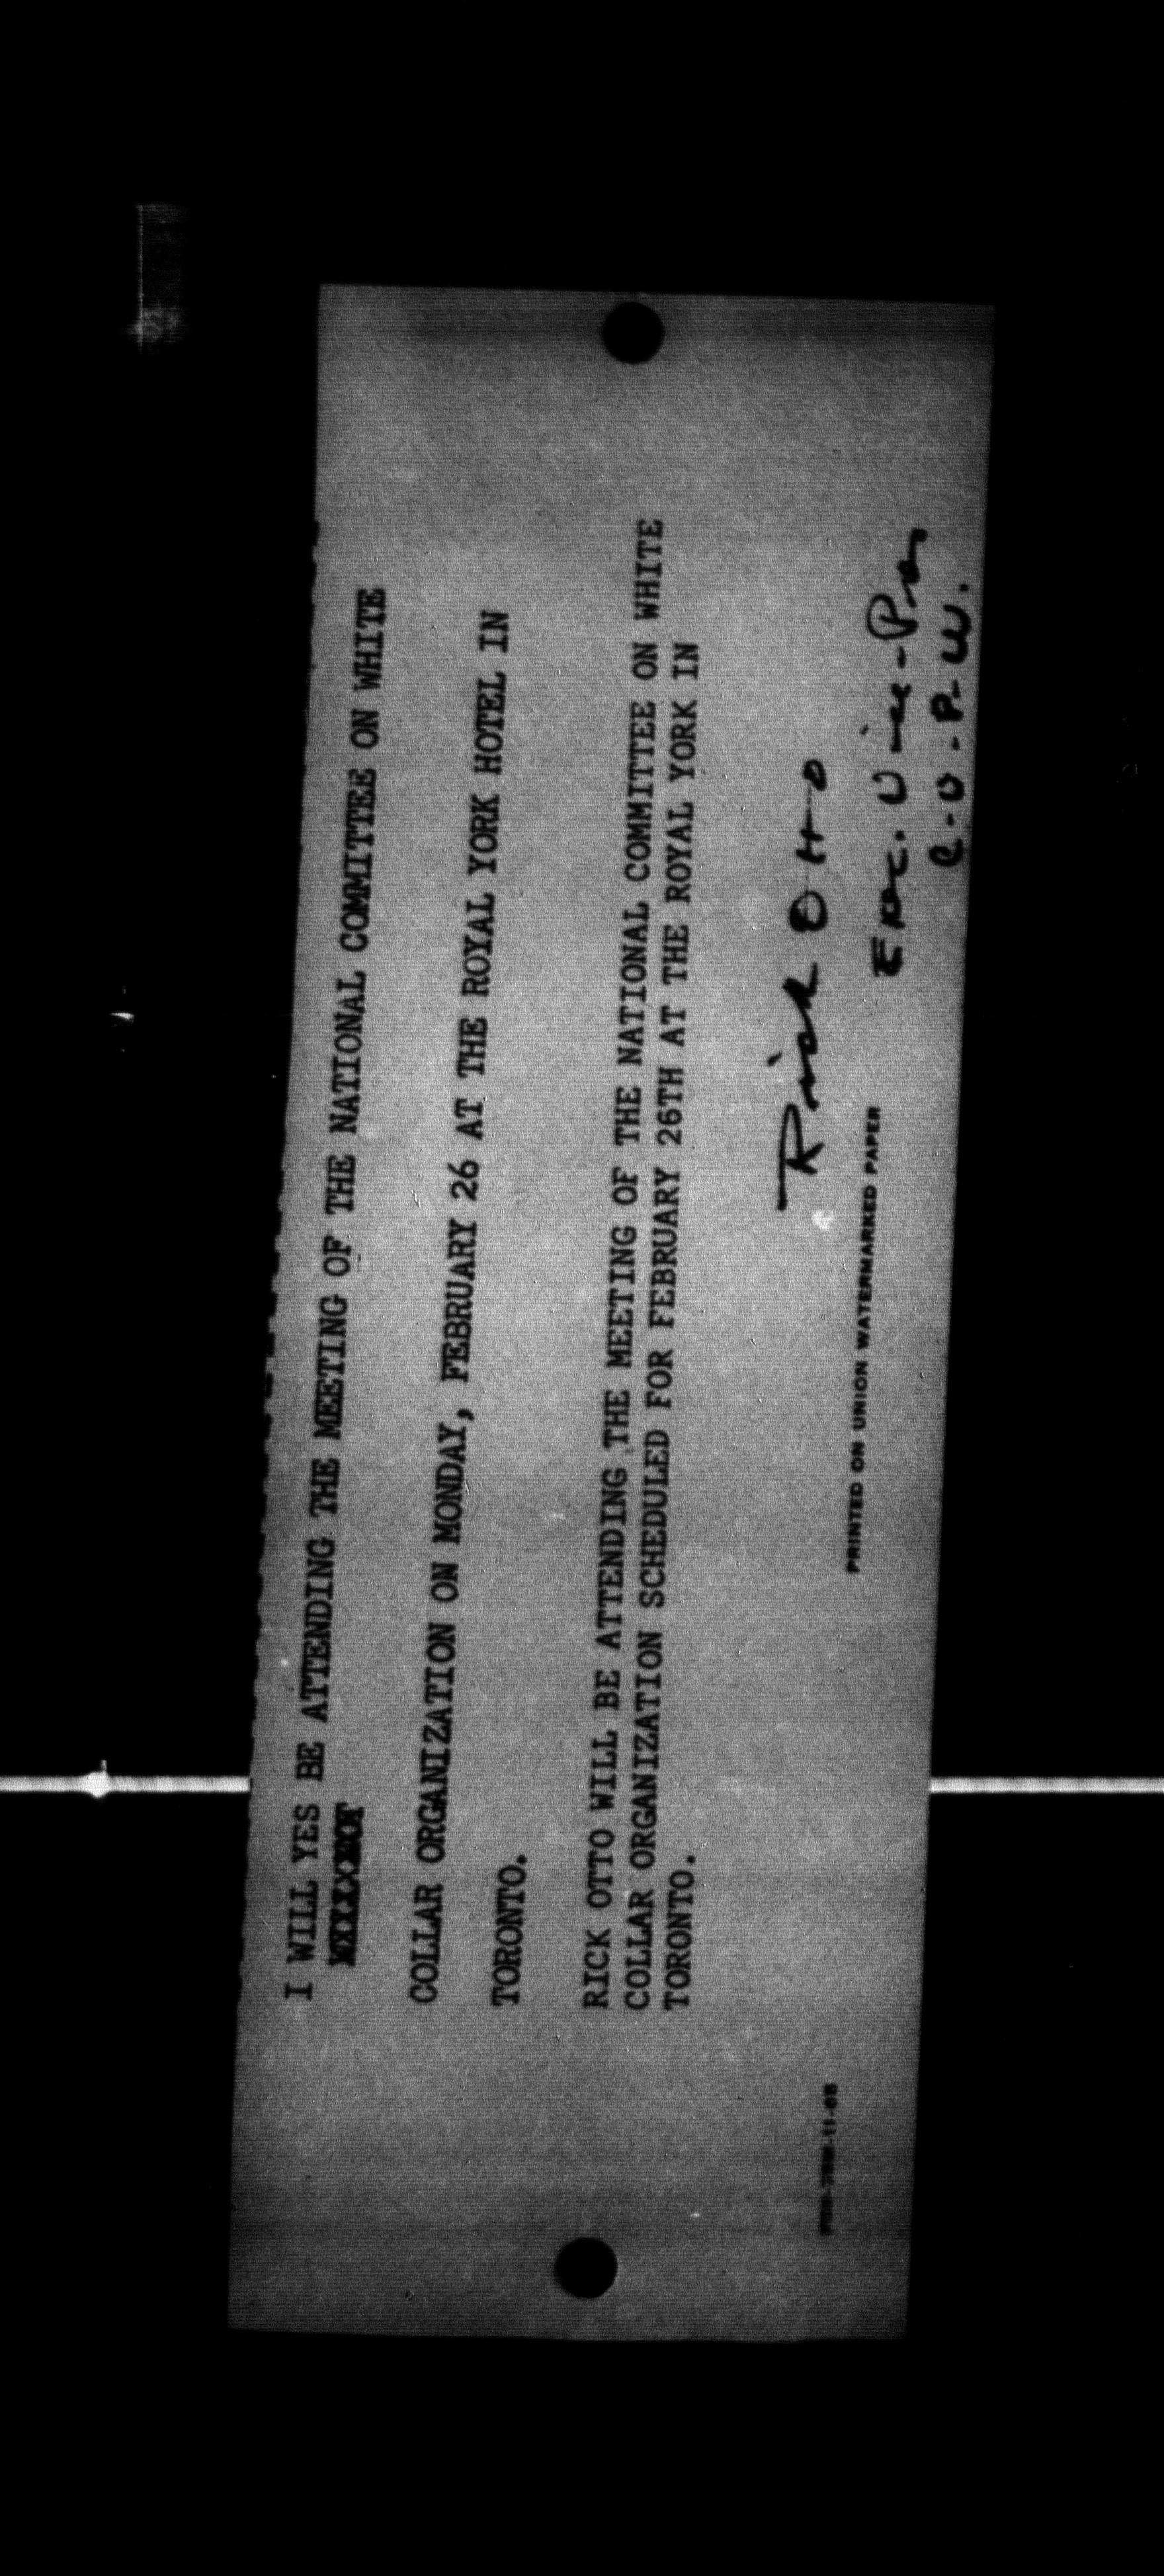 I WILL YES BE ATTENDING THE MEETING OF THE NATIONAL COMMITTEE ON WHITE
COLLAR ORGANIZATION ON MONDAY, FEBRUARY 26 AT THE ROYAL YORK HOTEL IN
TORONTO.
RICK OTTO WILL BE ATTENDING THE MEETING OF THE NATIONAL COMMITTEE ON WHITE
COLLAR ORGANIZATION SCHEDULED FOR FEBRUARY 26TH AT THE ROYAL YORK IN
TORONTO.
Rick Otto
Exec. Vice-Pres
C-U-P-W.
PRINTED ON UNION WATERMARKED PAPER